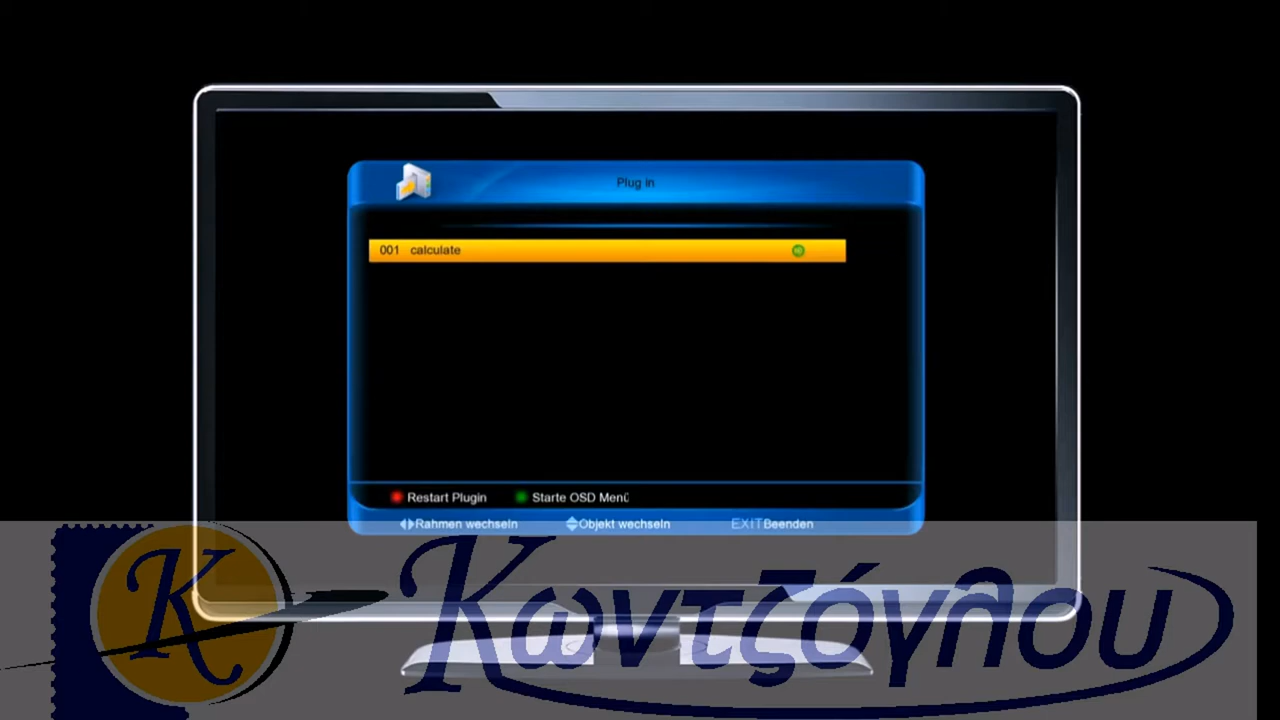 Plug in
001 calculate
Restart Plugin Starte OSD Menü
Rahmen wechseln Objekt wechseln EXIT Beenden
K Κωντζόγλου